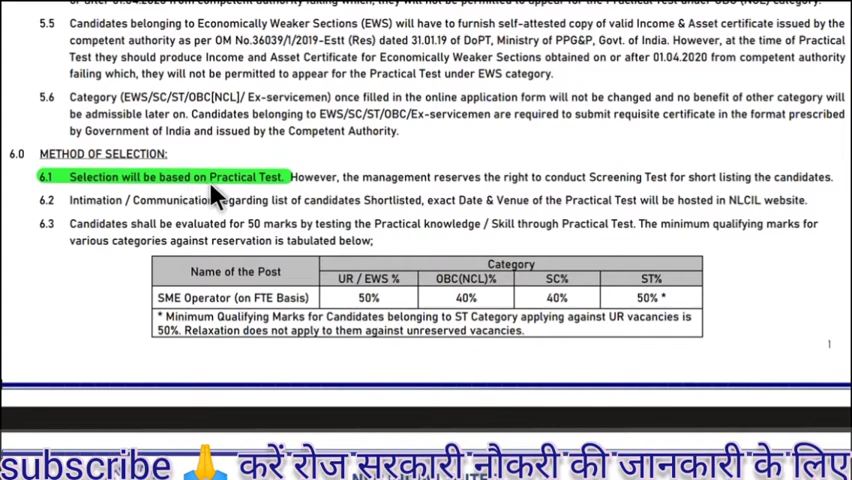 5.5 Candidates belonging to Economically Weaker Sections (EWS) will have to furnish self-attested copy of valid Income & Asset certificate issued by the
competent authority as per OM No.36039/1/2019-Estt (Res) dated 31.01.19 of DoPT, Ministry of PPG&P, Govt. of India. However, at the time of Practical
Test they should produce Income and Asset Certificate for Economically Weaker Sections obtained on or after 01.04.2020 from competent authority
failing which, they will not be permitted to appear for the Practical Test under EWS category.
5.6 Category (EWS/SC/ST/OBC[NCL]/ Ex-servicemen) once filled in the online application form will not be changed and no benefit of other category will
be admissible later on. Candidates belonging to EWS/SC/ST/OBC/Ex-servicemen are required to submit requisite certificate in the format prescribed
by Government of India and issued by the Competent Authority.
6.0 METHOD OF SELECTION:
6.1 Selection will be based on Practical Test. However, the management reserves the right to conduct Screening Test for short listing the candidates.
6.2 Intimation / Communication regarding list of candidates Shortlisted, exact Date & Venue of the Practical Test will be hosted in NLCIL website.
6.3 Candidates shall be evaluated for 50 marks by testing the Practical knowledge / Skill through Practical Test. The minimum qualifying marks for
various categories against reservation is tabulated below;
Name of the Post Category
UR / EWS % OBC(NCL)% SC% ST%
SME Operator (on FTE Basis) 50% 40% 40% 50% *
* Minimum Qualifying Marks for Candidates belonging to ST Category applying against UR vacancies is
50%. Relaxation does not apply to them against unreserved vacancies.
1
subscribe 🙏 करें रोज सरकारी नौकरी की जानकारी के लिए